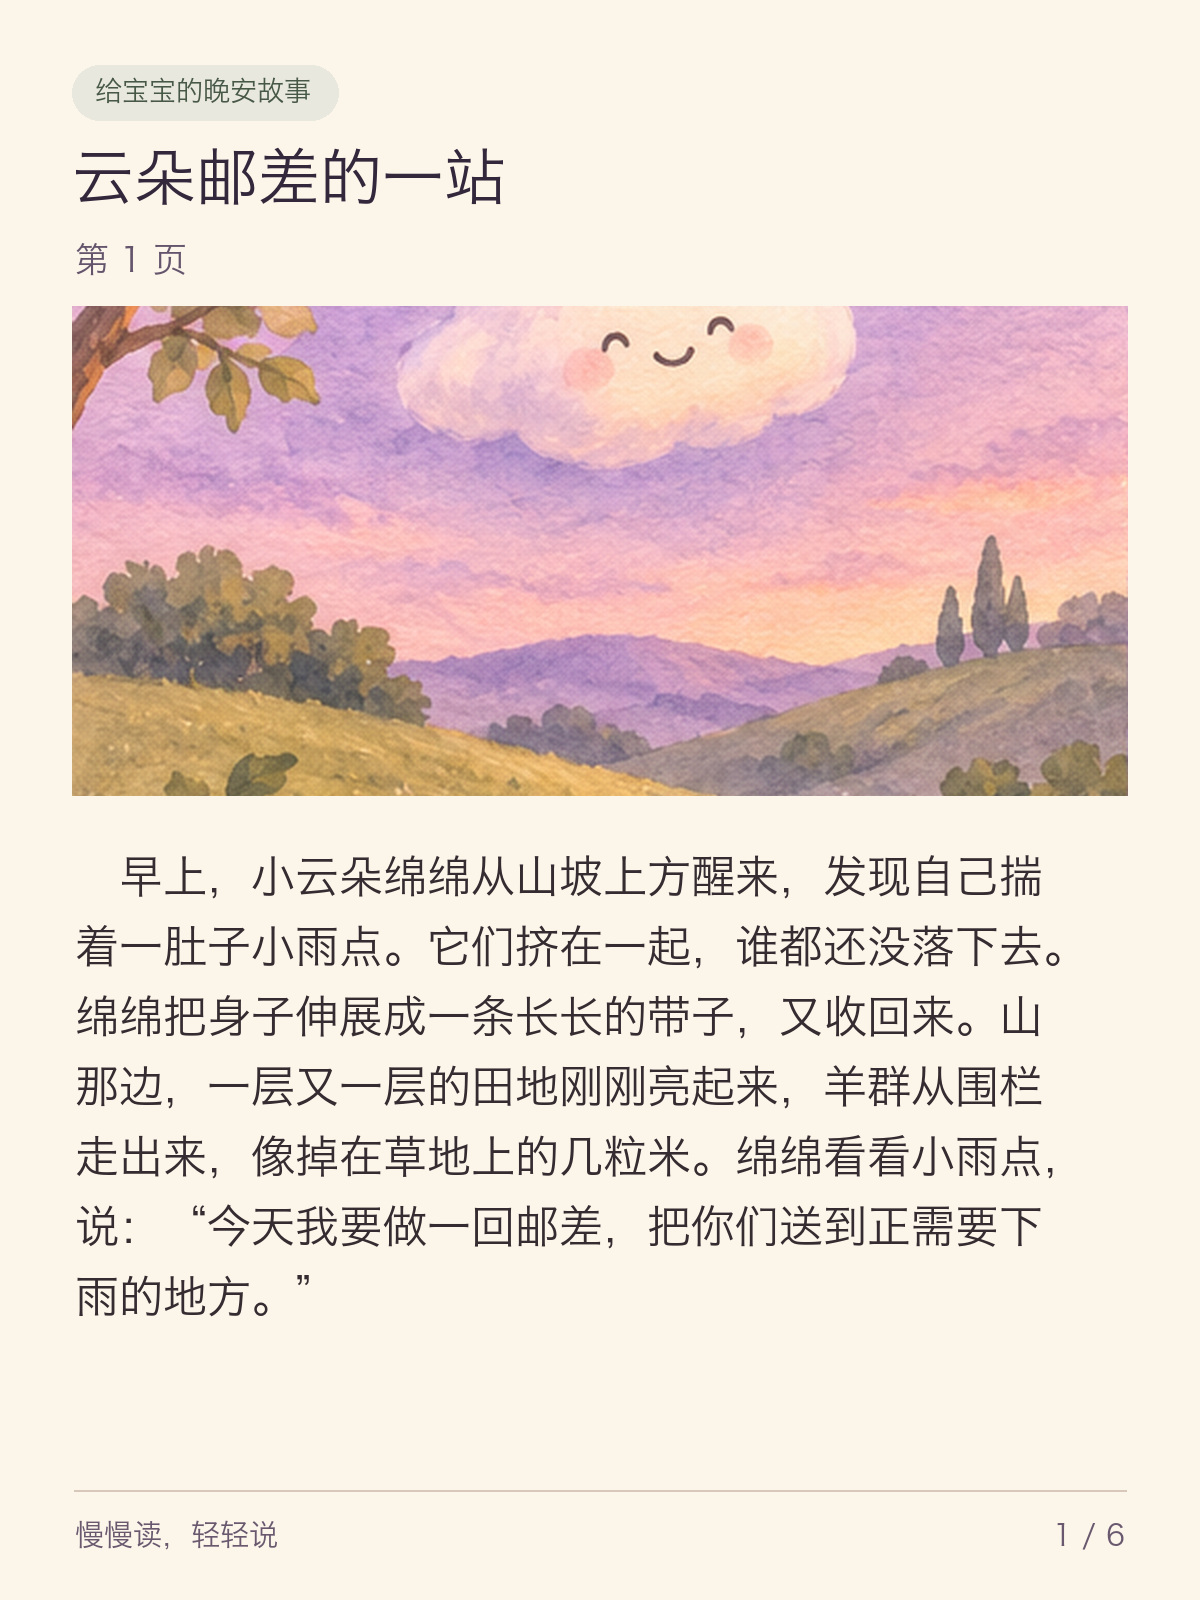 给宝宝的晚安故事
云朵邮差的一站
第 1 页
早上，小云朵绵绵从山坡上方醒来，发现自己揣
着一肚子小雨点。它们挤在一起，谁都还没落下去。
绵绵把身子伸展成一条长长的带子，又收回来。山
那边，一层又一层的田地刚刚亮起来，羊群从围栏
走出来，像掉在草地上的几粒米。绵绵看看小雨点，
说：“今天我要做一回邮差，把你们送到正需要下
雨的地方。”
慢慢读，轻轻说
1 / 6